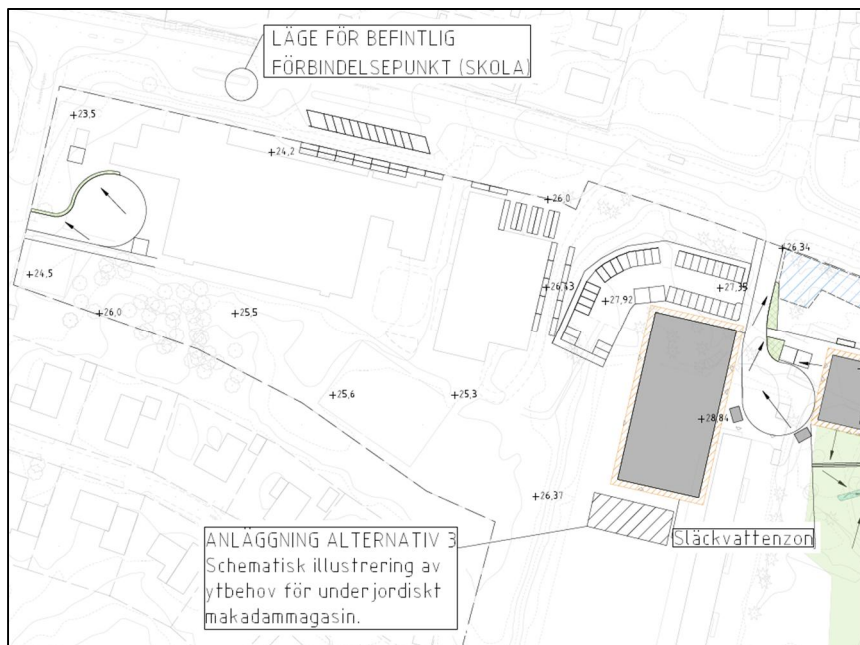 LÄGE FÖR BEFINTLIG
FÖRBINDELSEPUNKT (SKOLA)
+23,5
+24,2
+26,0
+26,34
+24,5
+26,43
+27,92
+27,35
+26,0
+25,5
+25,6
+25,3
+28,84
+26,37
ANLÄGGNING ALTERNATIV 3
Schematisk illustrering av
ytbehov för underjordiskt
makadammagasin.
Släckvattenzon